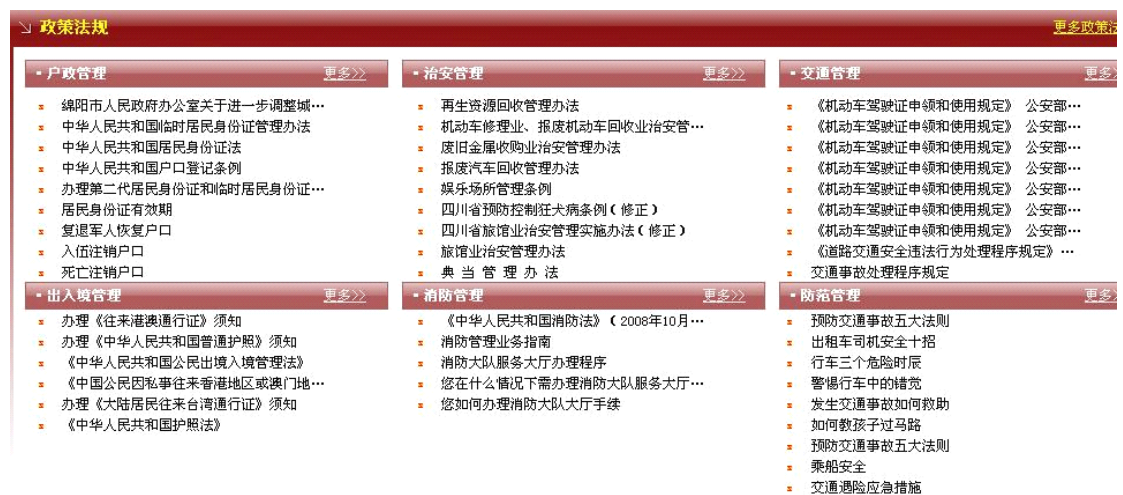 政策法规
更多政策法
户政管理 更多>>
綿阳市人民政府办公室关于进一步调整城…
中华人民共和国临时居民身份证管理办法
中华人民共和国居民身份证法
中华人民共和国户口登记条例
办理第二代居民身份证和临时居民身份证…
居民身份证有效期
复退军人恢复户口
入伍注销户口
死亡注销户口
治安管理 更多>>
再生资源回收管理办法
机动车修理业、报废机动车回收业治安管…
废旧金属收购业治安管理办法
报废汽车回收管理办法
娱乐场所管理条例
四川省预防控制狂犬病条例(修正)
四川省旅馆业治安管理实施办法(修正)
旅馆业治安管理办法
典 当 管 理 办 法
交通管理 更多>
《机动车驾驶证申领和使用规定》 公安部…
《机动车驾驶证申领和使用规定》 公安部…
《机动车驾驶证申领和使用规定》 公安部…
《机动车驾驶证申领和使用规定》 公安部…
《机动车驾驶证申领和使用规定》 公安部…
《机动车驾驶证申领和使用规定》 公安部…
《机动车驾驶证申领和使用规定》 公安部…
《道路交通安全违法行为处理程序规定》…
交通事故处理程序规定
出入境管理 更多>>
办理《往来港澳通行证》须知
办理《中华人民共和国普通护照》须知
《中华人民共和国公民出境入境管理法》
《中国公民因私事往来香港地区或澳门地…
办理《大陆居民往来台湾通行证》须知
《中华人民共和国护照法》
消防管理 更多>>
《中华人民共和国消防法》(2008年10月…
消防管理业务指南
消防大队服务大厅办理程序
您在什么情况下需办理消防大队服务大厅…
您如何办理消防大队大厅手续
防范管理 更多>
预防交通事故五大法则
出租车司机安全十招
行车三个危险时辰
警惕行车中的错觉
发生交通事故如何救助
如何教孩子过马路
预防交通事故五大法则
乘船安全
交通遇险应急措施